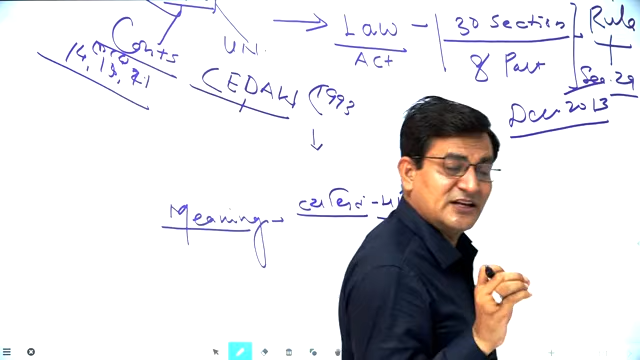 Law - 30 Section Rule
Act 8 Part Sec. 29
Dec. 2013
Conts UN.
14, 15, 21
CEDAW (1993
Meaning -